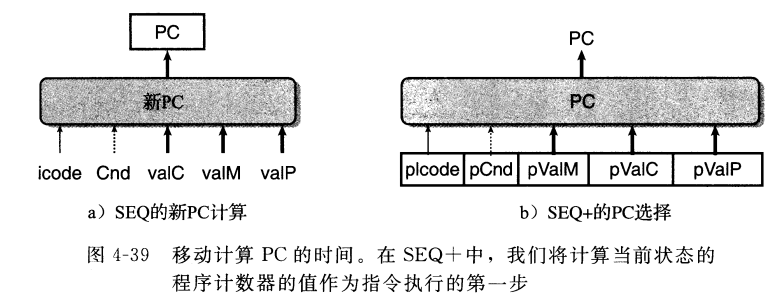 PC
新PC
icode Cnd valC valM valP
a）SEQ的新PC计算
PC
PC
pIcode pCnd pValM pValC pValP
b）SEQ+的PC选择
图 4-39 移动计算 PC 的时间。在 SEQ＋中，我们将计算当前状态的
程序计数器的值作为指令执行的第一步